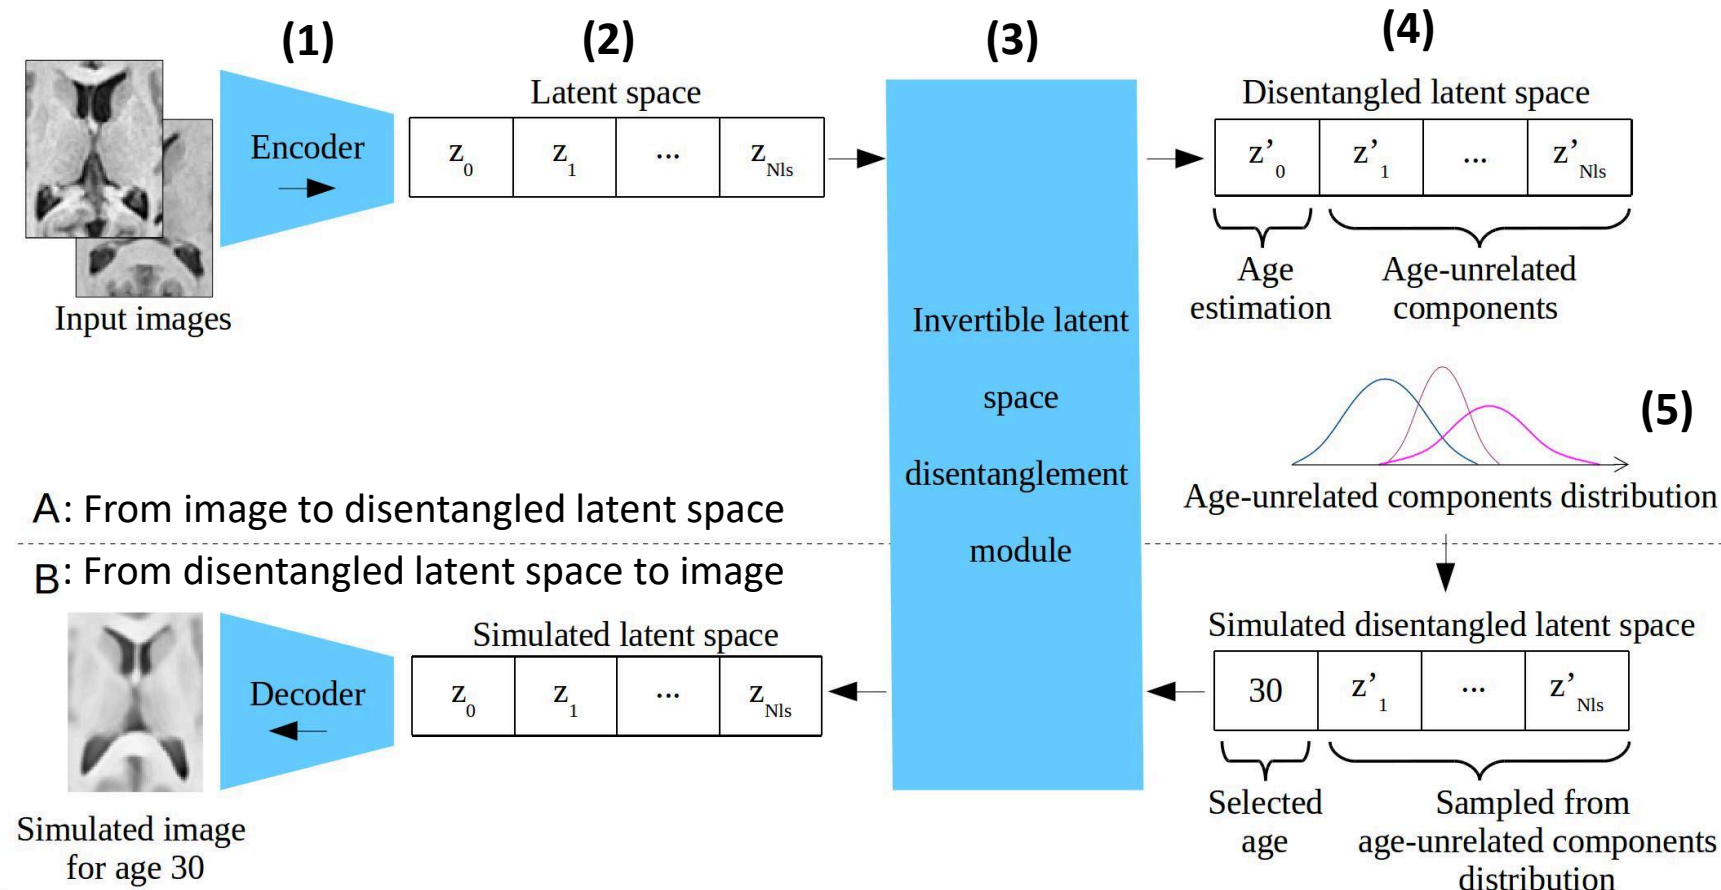 (1)
(2)
(3)
(4)
Encoder
Input images
Latent space
z0 z1 ... zNls
Invertible latent
space
disentanglement
module
Disentangled latent space
z’0 z’1 ... z’Nls
Age
estimation
Age-unrelated
components
(5)
Age-unrelated components distribution
A: From image to disentangled latent space
B: From disentangled latent space to image
Simulated disentangled latent space
30 z’1 ... z’Nls
Selected
age
Sampled from
age-unrelated components
distribution
Simulated latent space
z0 z1 ... zNls
Decoder
Simulated image
for age 30